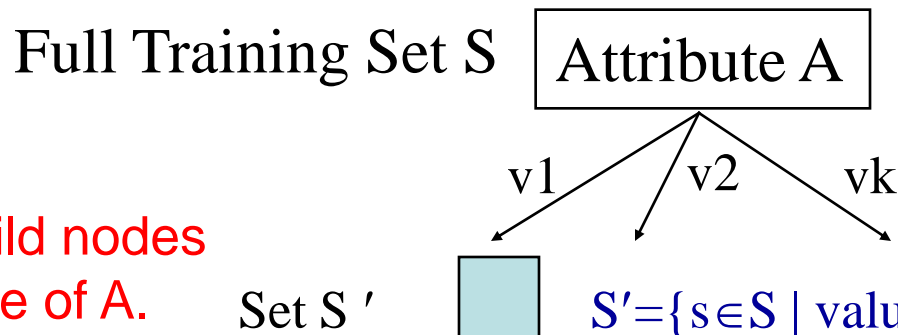 Full Training Set S
Attribute A
v1 v2 vk
ild nodes
e of A.
Set S ′
S′={s∈S | valu